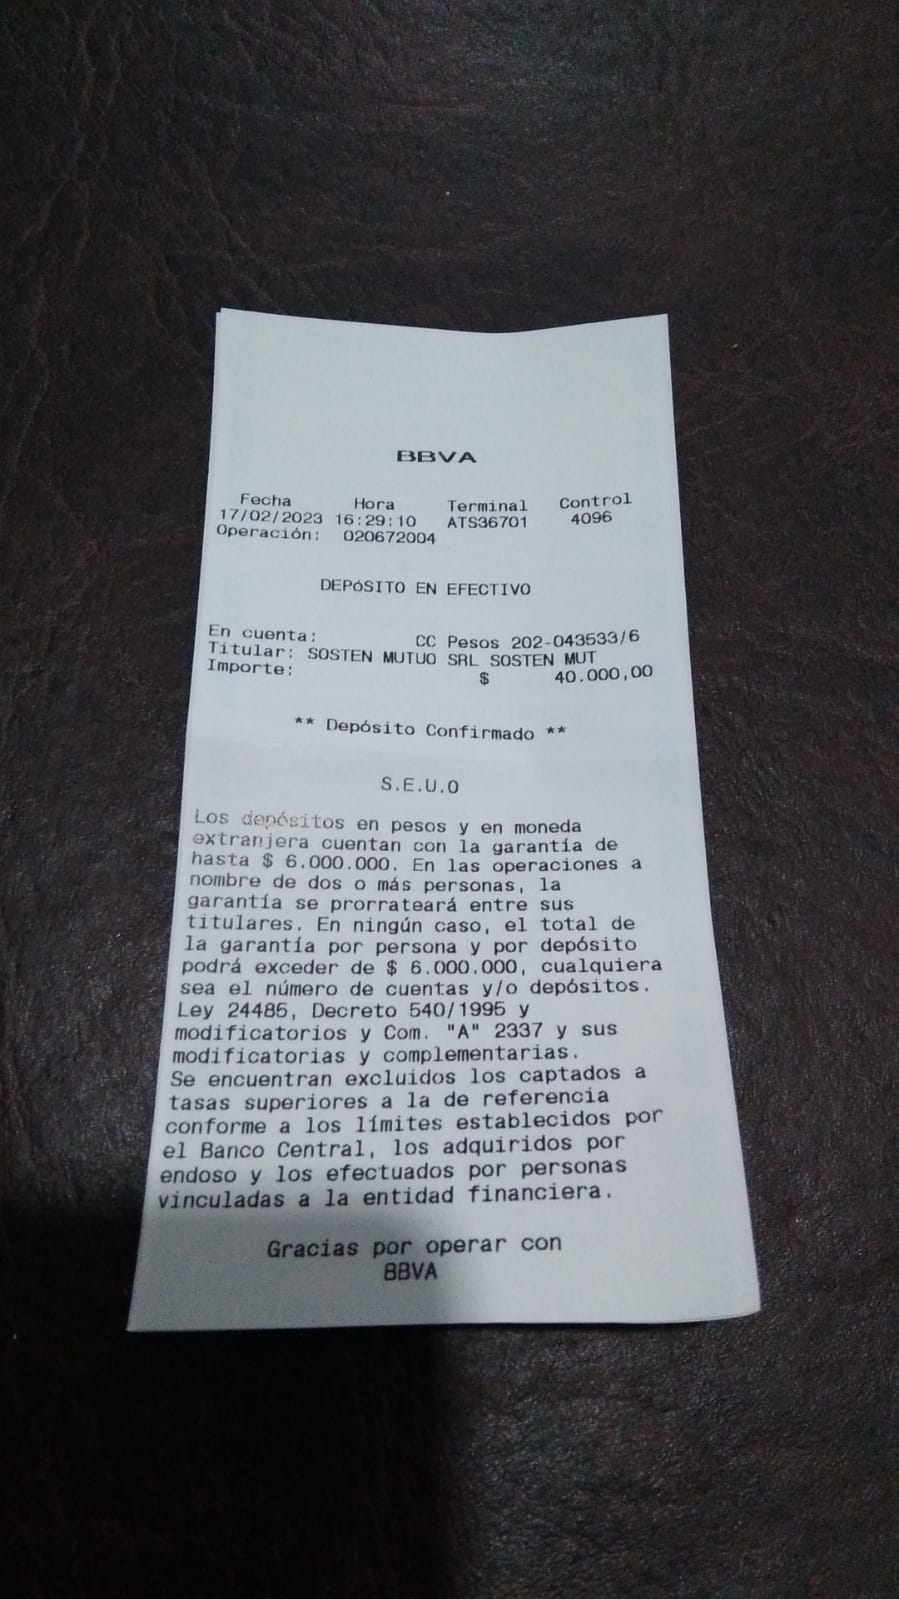 BBVA
Fecha Hora Terminal Control
17/02/2023 16:29:10 ATS36701 4096
Operación: 020672004
DEPóSITO EN EFECTIVO
En cuenta: CC Pesos 202-043533/6
Titular: SOSTEN MUTUO SRL SOSTEN MUT
Importe: $ 40.000,00
** Depósito Confirmado **
S.E.U.O
Los depósitos en pesos y en moneda
extranjera cuentan con la garantía de
hasta $ 6.000.000. En las operaciones a
nombre de dos o más personas, la
garantía se prorrateará entre sus
titulares. En ningún caso, el total de
la garantía por persona y por depósito
podrá exceder de $ 6.000.000, cualquiera
sea el número de cuentas y/o depósitos.
Ley 24485, Decreto 540/1995 y
modificatorios y Com. "A" 2337 y sus
modificatorias y complementarias.
Se encuentran excluidos los captados a
tasas superiores a la de referencia
conforme a los límites establecidos por
el Banco Central, los adquiridos por
endoso y los efectuados por personas
vinculadas a la entidad financiera.
Gracias por operar con
BBVA